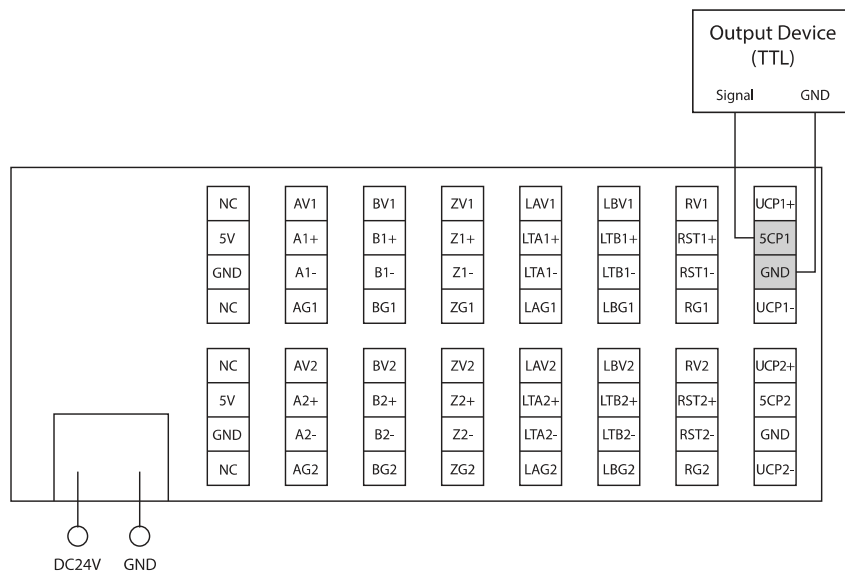 Output Device
(TTL)
Signal GND
NC AV1 BV1 ZV1 LAV1 LBV1 RV1 UCP1+
5V A1+ B1+ Z1+ LTA1+ LTB1+ RST1+ 5CP1
GND A1- B1- Z1- LTA1- LTB1- RST1- GND
NC AG1 BG1 ZG1 LAG1 LBG1 RG1 UCP1-
NC AV2 BV2 ZV2 LAV2 LBV2 RV2 UCP2+
5V A2+ B2+ Z2+ LTA2+ LTB2+ RST2+ 5CP2
GND A2- B2- Z2- LTA2- LTB2- RST2- GND
NC AG2 BG2 ZG2 LAG2 LBG2 RG2 UCP2-
DC24V GND